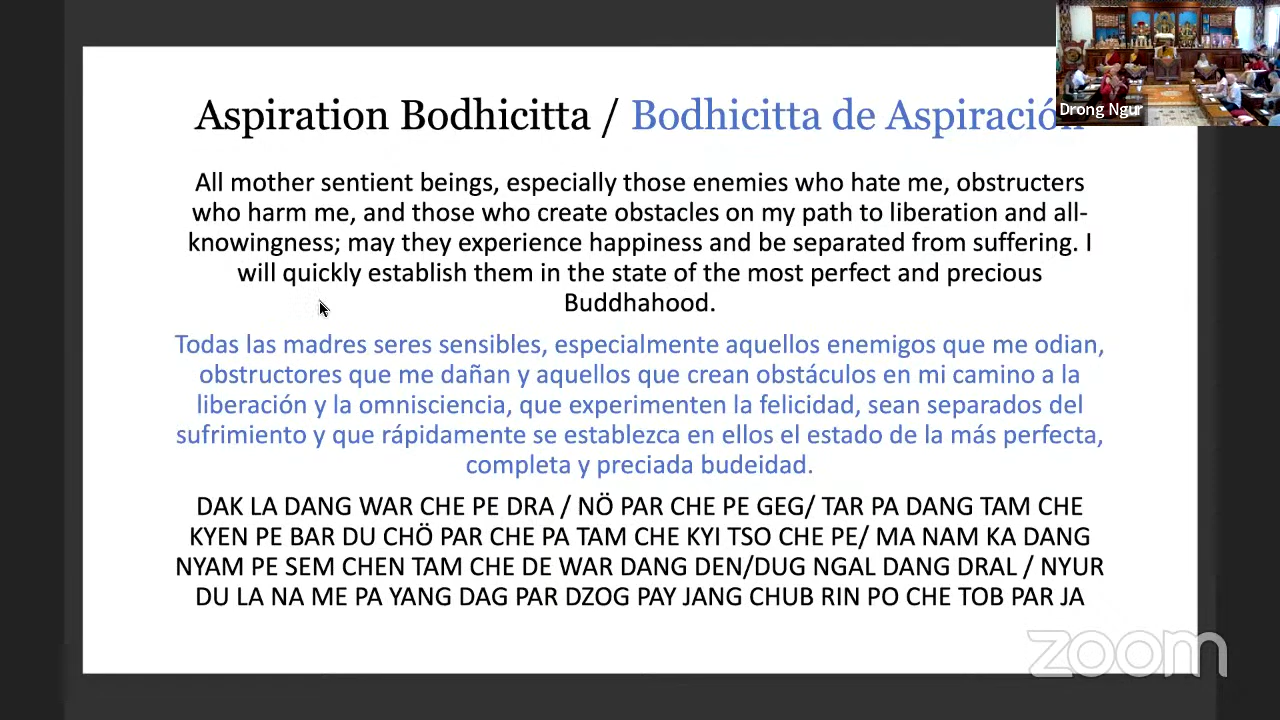 Drong Ngur
Aspiration Bodhicitta / Bodhicitta de Aspiración
All mother sentient beings, especially those enemies who hate me, obstructers
who harm me, and those who create obstacles on my path to liberation and all-
knowingness; may they experience happiness and be separated from suffering. I
will quickly establish them in the state of the most perfect and precious
Buddhahood.
Todas las madres seres sensibles, especialmente aquellos enemigos que me odian,
obstructores que me dañan y aquellos que crean obstáculos en mi camino a la
liberación y la omnisciencia, que experimenten la felicidad, sean separados del
sufrimiento y que rápidamente se establezca en ellos el estado de la más perfecta,
completa y preciada budeidad.
DAK LA DANG WAR CHE PE DRA / NÖ PAR CHE PE GEG/ TAR PA DANG TAM CHE
KYEN PE BAR DU CHÖ PAR CHE PA TAM CHE KYI TSO CHE PE/ MA NAM KA DANG
NYAM PE SEM CHEN TAM CHE DE WAR DANG DEN/DUG NGAL DANG DRAL / NYUR
DU LA NA ME PA YANG DAG PAR DZOG PAY JANG CHUB RIN PO CHE TOB PAR JA
zoom